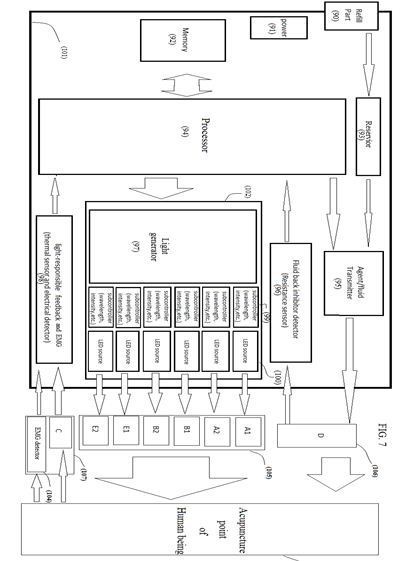 FIG. 7
Refill
Part
(90)
power
(91)
Memory
(92)
(101)
Reservior
(93)
Processor
(94)
Agent/fluid
Transmitter
(95)
Fluid back inhibitor detector
(Resistance sensor)
(96)
(102)
Light
generator
(97)
subcontroller
(wavelength,
intensity,etc.)
subcontroller
(wavelength,
intensity,etc.)
subcontroller
(wavelength,
intensity,etc.)
subcontroller
(wavelength,
intensity,etc.)
subcontroller
(wavelength,
intensity,etc.)
subcontroller
(wavelength,
intensity,etc.)
(99)
LED source
LED source
LED source
LED source
LED source
LED source
(100)
light-responsible feedback and EMG
(thermal sensor and electrical detector)
(98)
D
(106)
A1
A2
B1
B2
E1
E2
(105)
C
(107)
EMG detector
(104)
Acupuncture
point
of
Human being